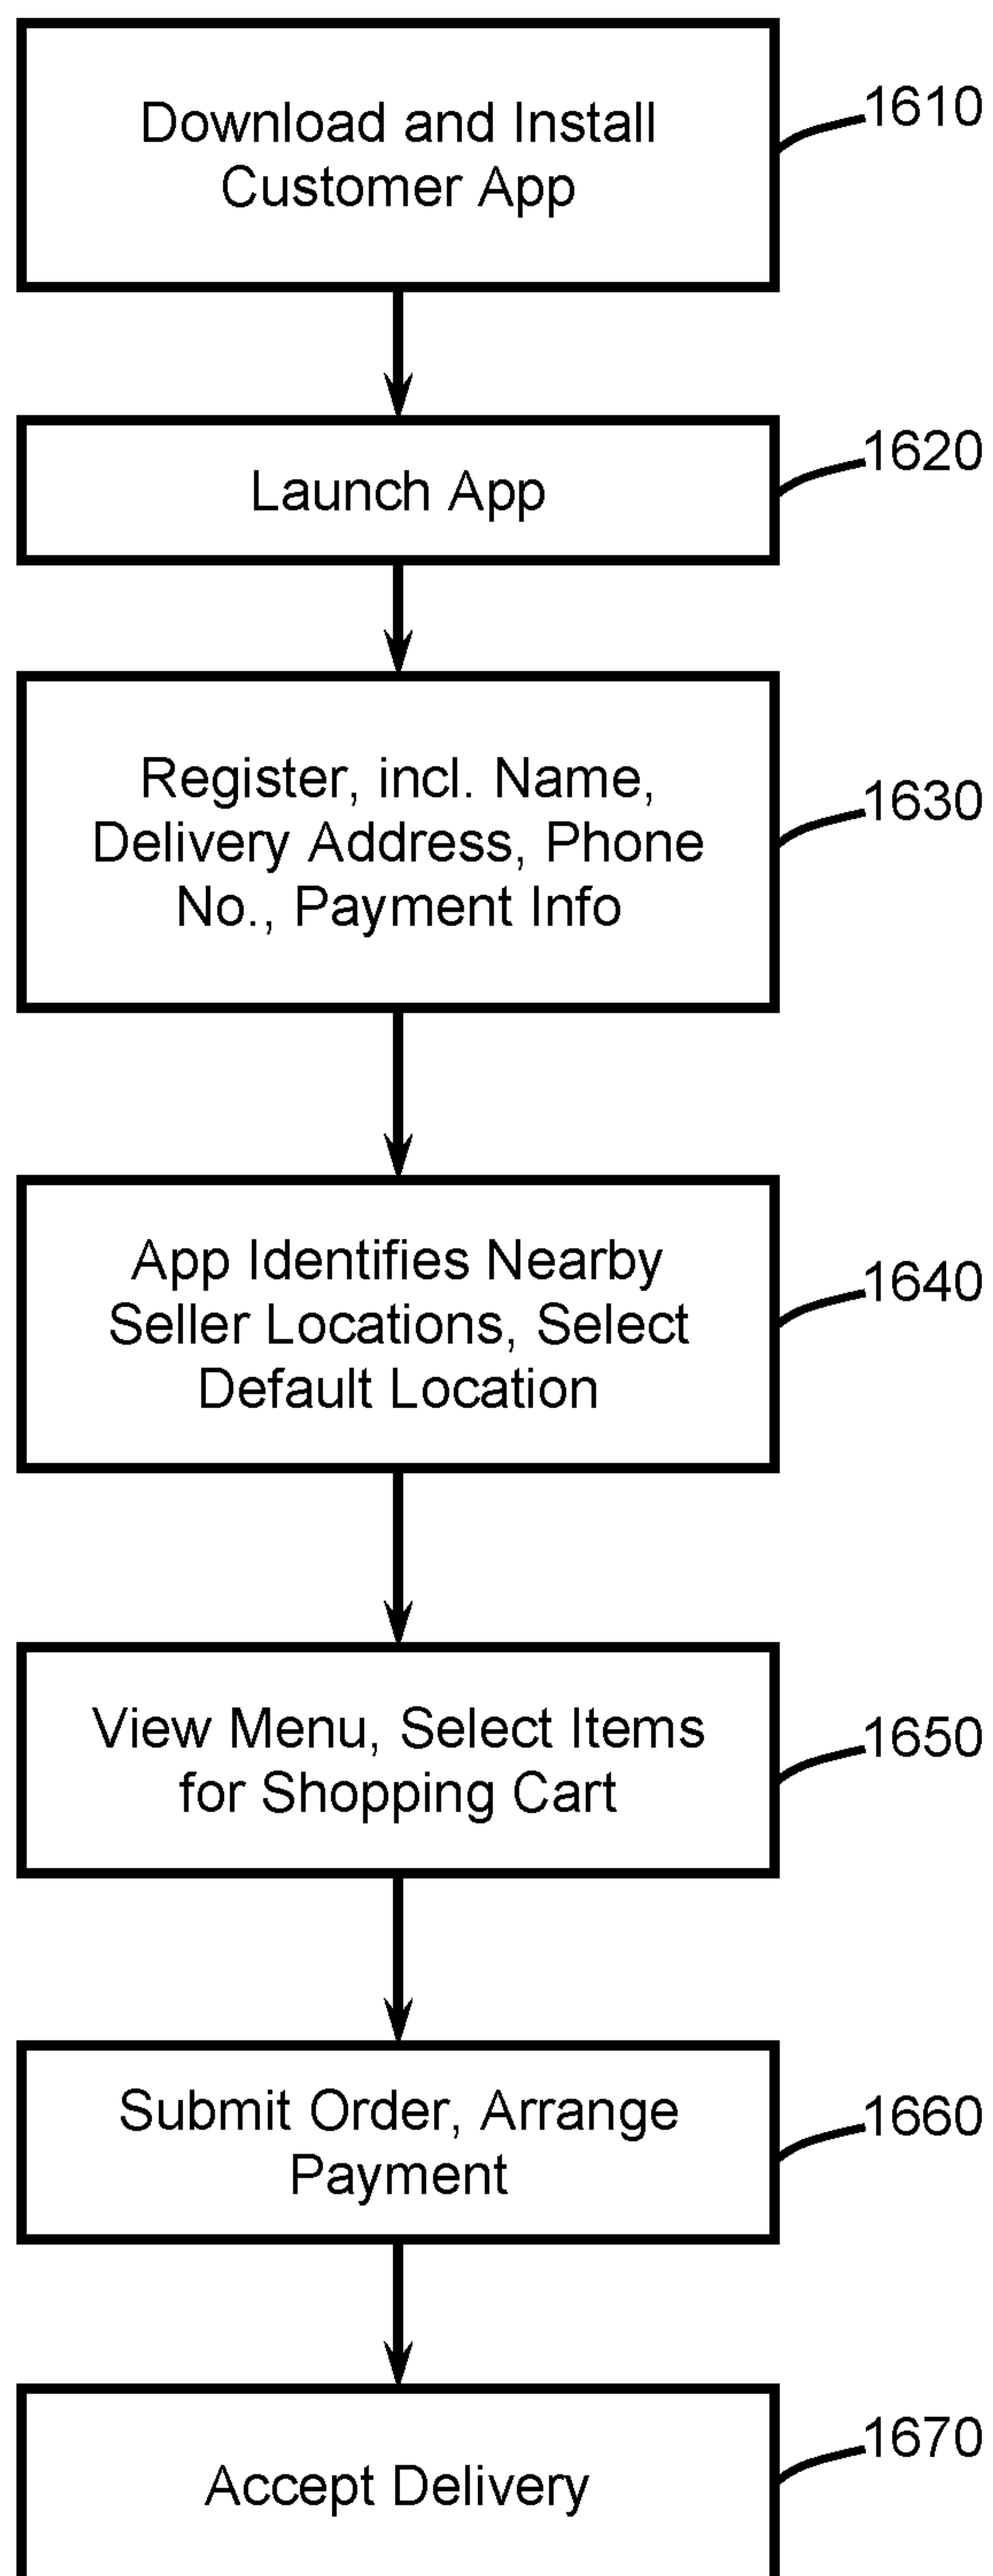 Download and Install
Customer App
1610
Launch App
1620
Register, incl. Name,
Delivery Address, Phone
No., Payment Info
1630
App Identifies Nearby
Seller Locations, Select
Default Location
1640
View Menu, Select Items
for Shopping Cart
1650
Submit Order, Arrange
Payment
1660
Accept Delivery
1670